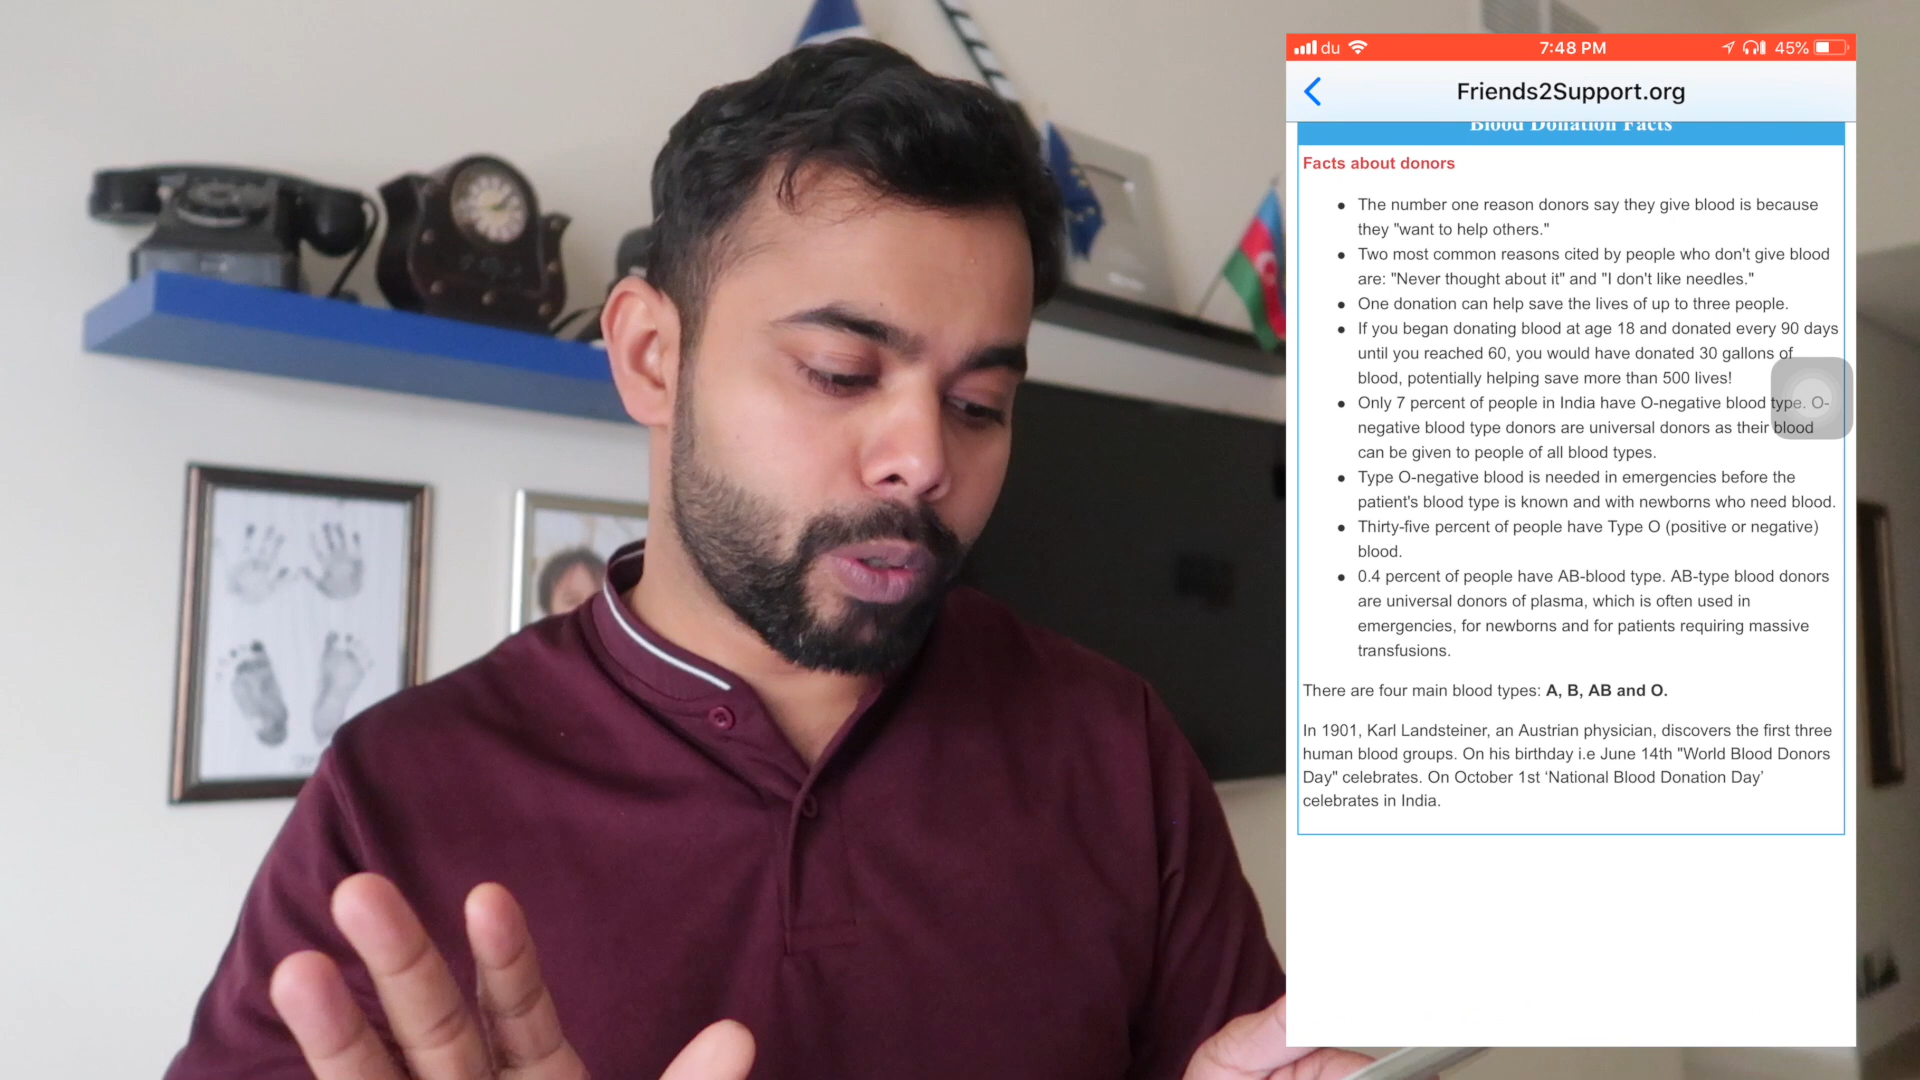 du 7:48 PM 45%
Friends2Support.org
Blood Donation Facts
Facts about donors
• The number one reason donors say they give blood is because
they "want to help others."
• Two most common reasons cited by people who don't give blood
are: "Never thought about it" and "I don't like needles."
• One donation can help save the lives of up to three people.
• If you began donating blood at age 18 and donated every 90 days
until you reached 60, you would have donated 30 gallons of
blood, potentially helping save more than 500 lives!
• Only 7 percent of people in India have O-negative blood type. O-
negative blood type donors are universal donors as their blood
can be given to people of all blood types.
• Type O-negative blood is needed in emergencies before the
patient's blood type is known and with newborns who need blood.
• Thirty-five percent of people have Type O (positive or negative)
blood.
• 0.4 percent of people have AB-blood type. AB-type blood donors
are universal donors of plasma, which is often used in
emergencies, for newborns and for patients requiring massive
transfusions.
There are four main blood types: A, B, AB and O.
In 1901, Karl Landsteiner, an Austrian physician, discovers the first three
human blood groups. On his birthday i.e June 14th "World Blood Donors
Day" celebrates. On October 1st ‘National Blood Donation Day’
celebrates in India.